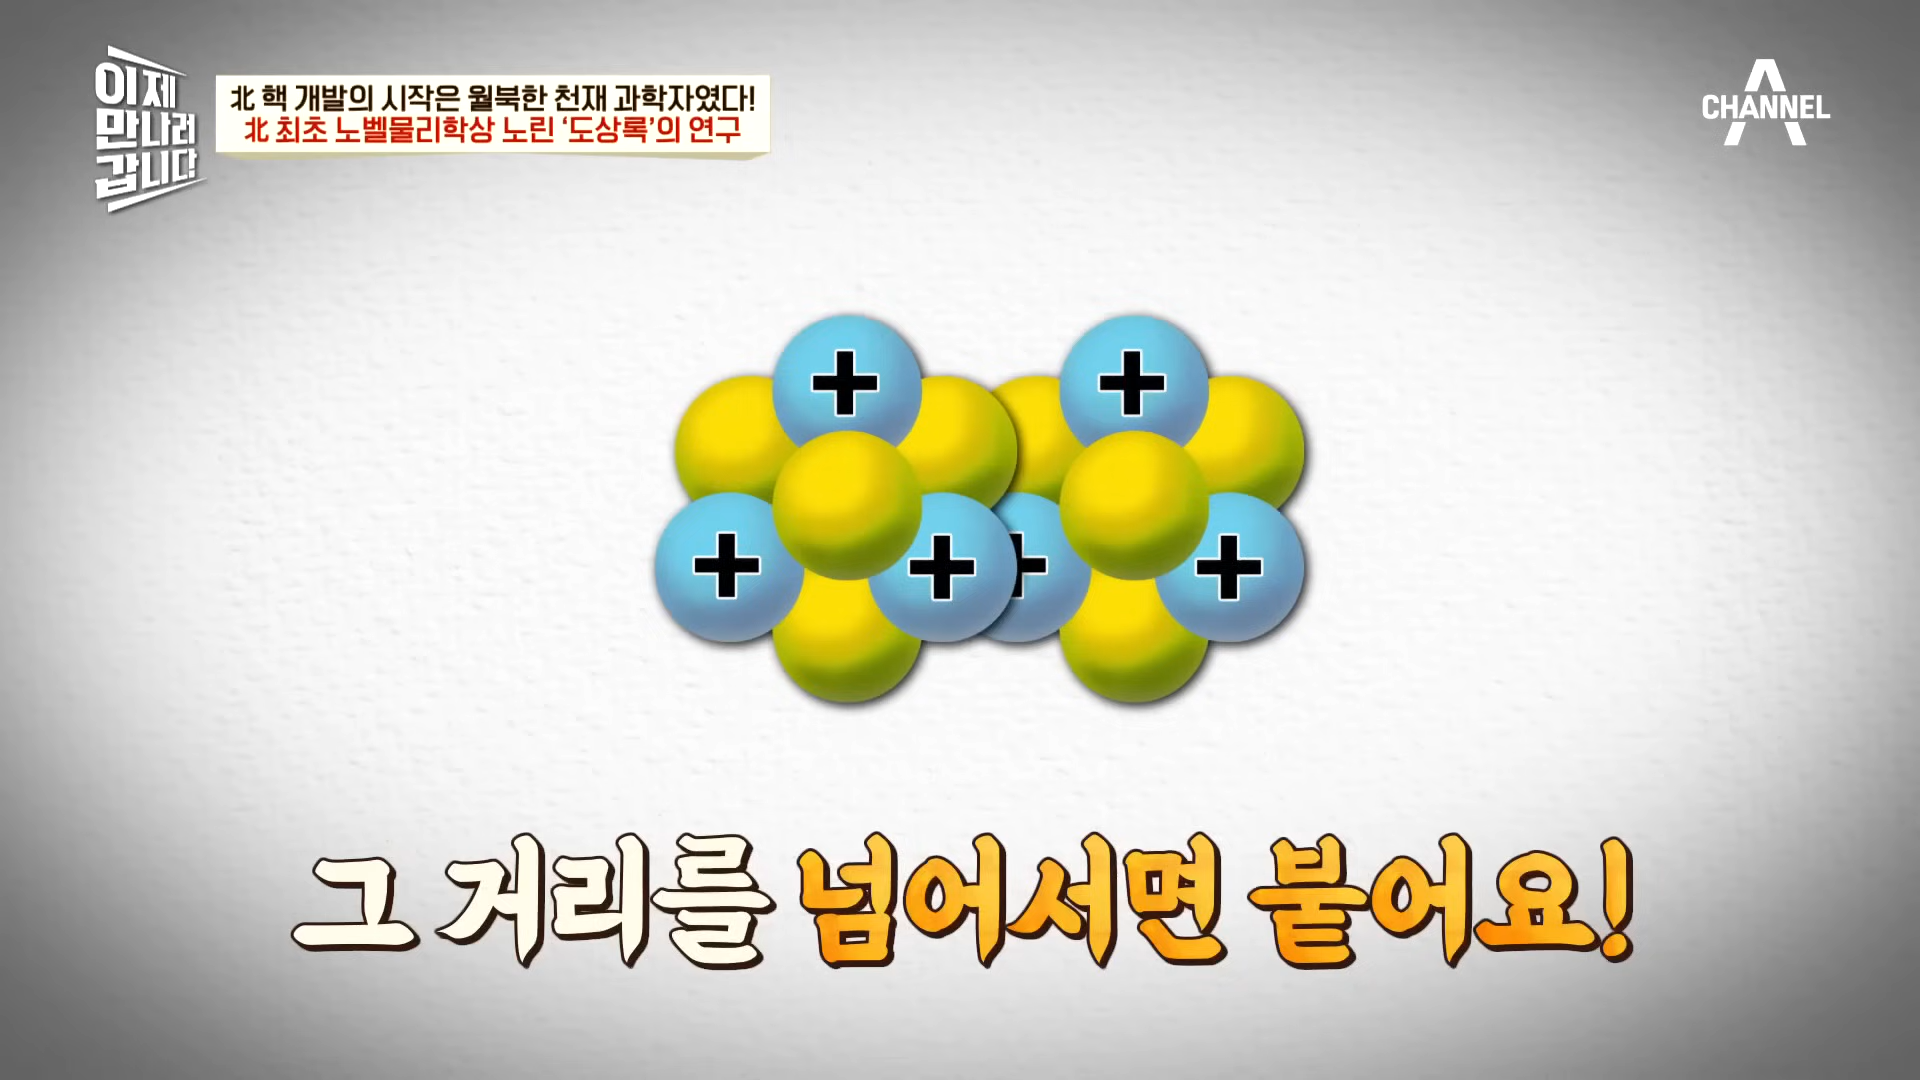 이제
만나러
갑니다
北 핵 개발의 시작은 월북한 천재 과학자였다!
北 최초 노벨물리학상 노린 ‘도상록’의 연구
CHANNEL A
+ +
+ + + +
그 거리를 넘어서면 붙어요!